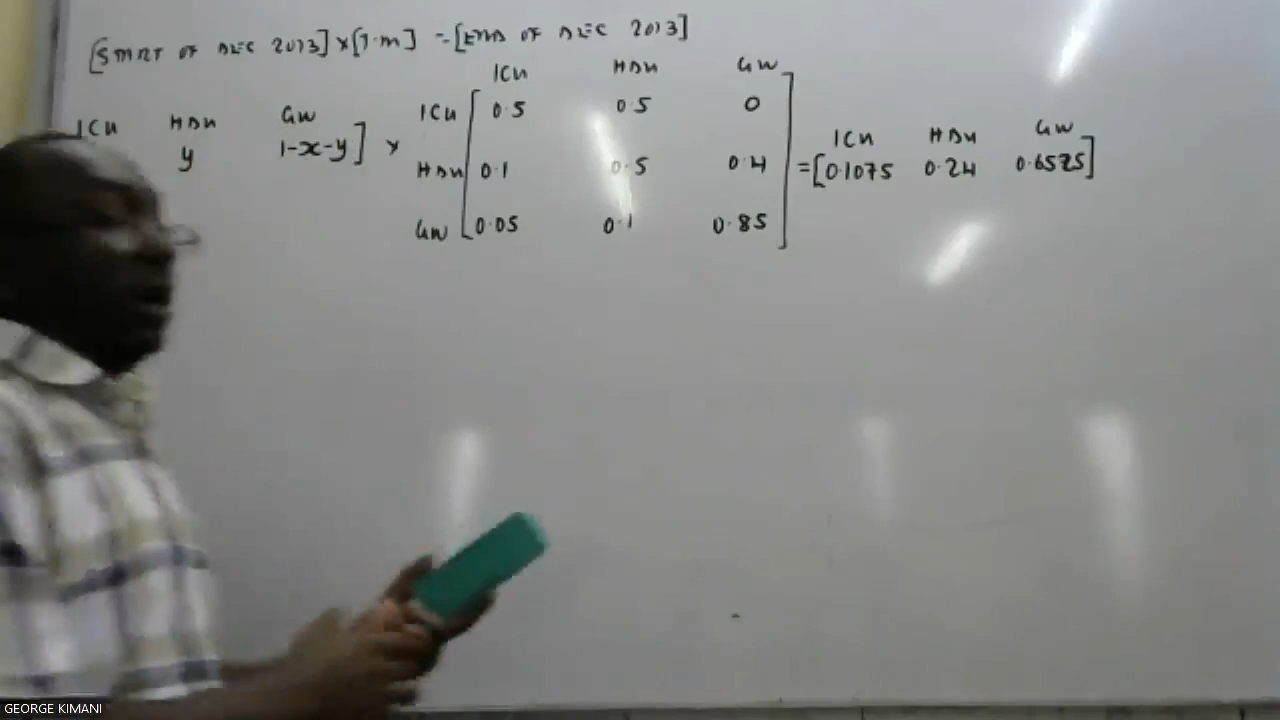 [START OF DEC 2013] x [T.M] = [END OF DEC 2013]
ICU HDU GW
ICU HDU GW ICU 0.5 0.5 0
y 1-x-y] x HDU 0.1 0.5 0.4
GW 0.05 0.1 0.85
ICU HDU GW
=[0.1075 0.24 0.6525]
GEORGE KIMANI